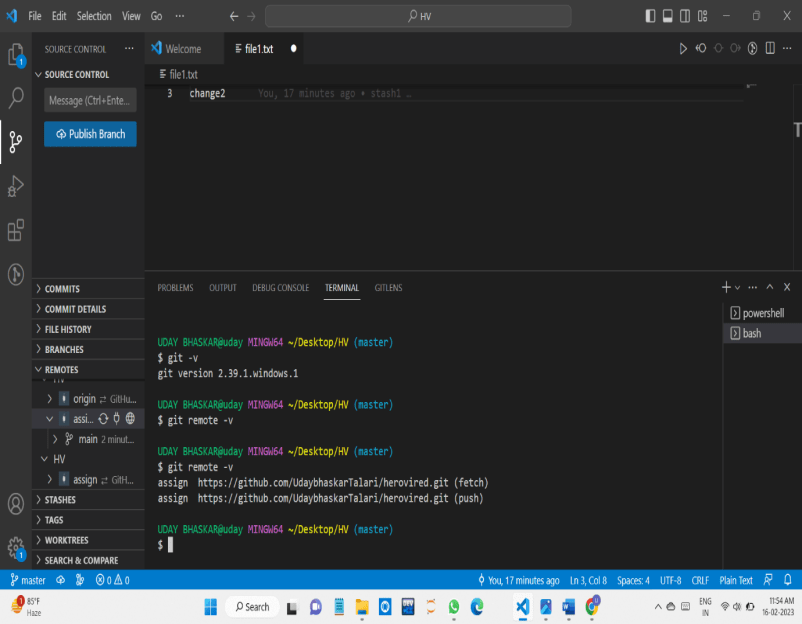 File Edit Selection View Go ··· HV
SOURCE CONTROL ···
SOURCE CONTROL
Message (Ctrl+Ente...
Publish Branch
COMMITS
COMMIT DETAILS
FILE HISTORY
BRANCHES
REMOTES
HV
origin ⇄ GitHu...
assi...
main 2 minut...
HV
assign ⇄ GitH...
STASHES
TAGS
WORKTREES
SEARCH & COMPARE
1
1
Welcome file1.txt
file1.txt
3 change2 You, 17 minutes ago • stash1 …
PROBLEMS OUTPUT DEBUG CONSOLE TERMINAL GITLENS
powershell
bash
UDAY BHASKAR@uday MINGW64 ~/Desktop/HV (master)
$ git -v
git version 2.39.1.windows.1
UDAY BHASKAR@uday MINGW64 ~/Desktop/HV (master)
$ git remote -v
UDAY BHASKAR@uday MINGW64 ~/Desktop/HV (master)
$ git remote -v
assign https://github.com/UdaybhaskarTalari/herovired.git (fetch)
assign https://github.com/UdaybhaskarTalari/herovired.git (push)
UDAY BHASKAR@uday MINGW64 ~/Desktop/HV (master)
$
master 0 0 You, 17 minutes ago Ln 3, Col 8 Spaces: 4 UTF-8 CRLF Plain Text
1 85°F
Haze
Search
ENG
IN
11:54 AM
16-02-2023